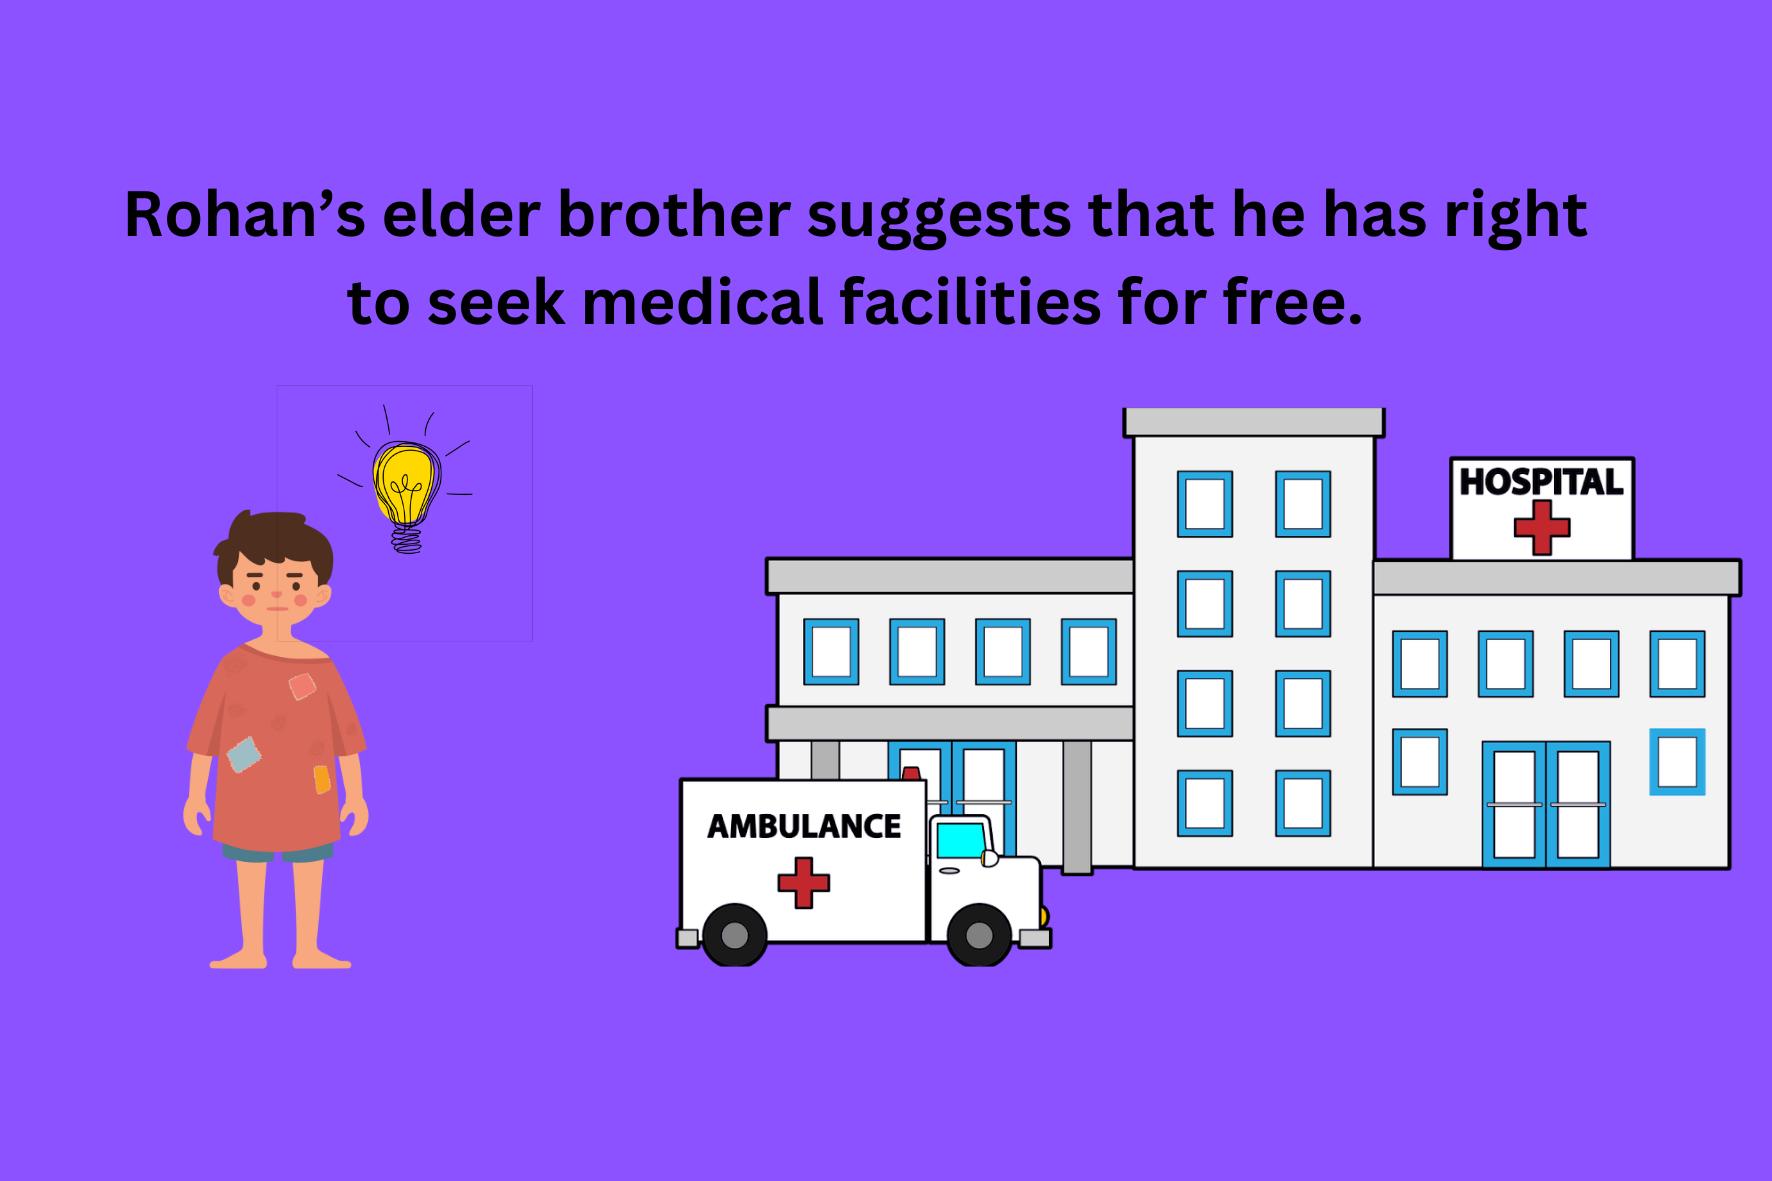 Rohan’s elder brother suggests that he has right
to seek medical facilities for free.
HOSPITAL
AMBULANCE